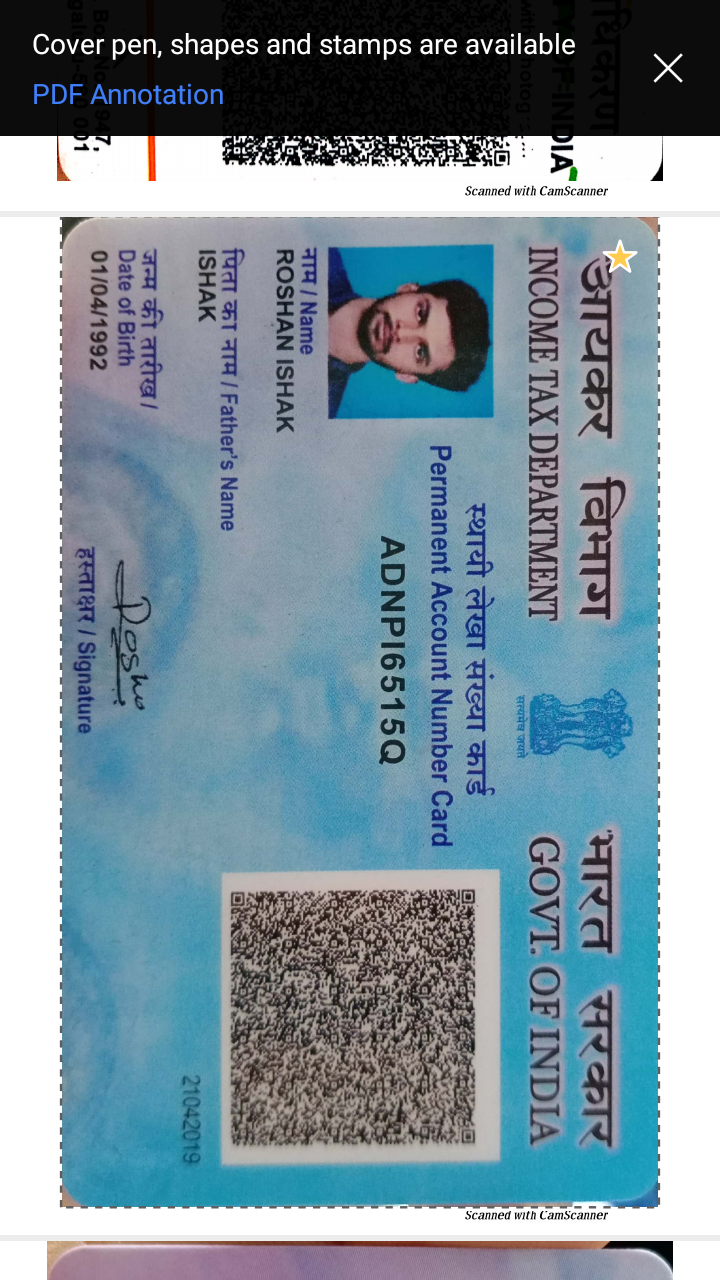 Cover pen, shapes and stamps are available
PDF Annotation
OF INDIA
Scanned with CamScanner
आयकर विभाग
INCOME TAX DEPARTMENT
सत्यमेव जयते
भारत सरकार
GOVT. OF INDIA
स्थायी लेखा संख्या कार्ड
Permanent Account Number Card
ADNPI6515Q
नाम / Name
ROSHAN ISHAK
पिता का नाम / Father's Name
ISHAK
जन्म की तारीख /
Date of Birth
01/04/1992
हस्ताक्षर / Signature
21042019
Scanned with CamScanner